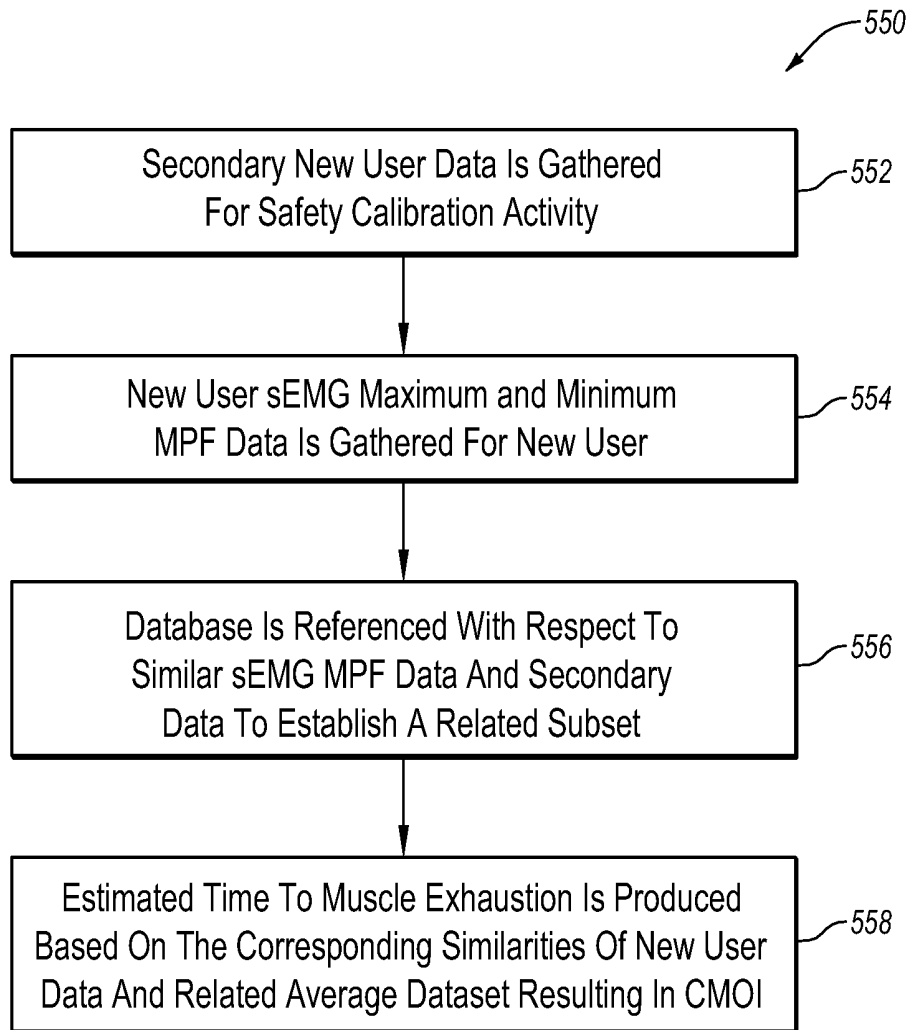 550
Secondary New User Data Is Gathered
For Safety Calibration Activity
552
New User sEMG Maximum and Minimum
MPF Data Is Gathered For New User
554
Database Is Referenced With Respect To
Similar sEMG MPF Data And Secondary
Data To Establish A Related Subset
556
Estimated Time To Muscle Exhaustion Is Produced
Based On The Corresponding Similarities Of New User
Data And Related Average Dataset Resulting In CMOI
558